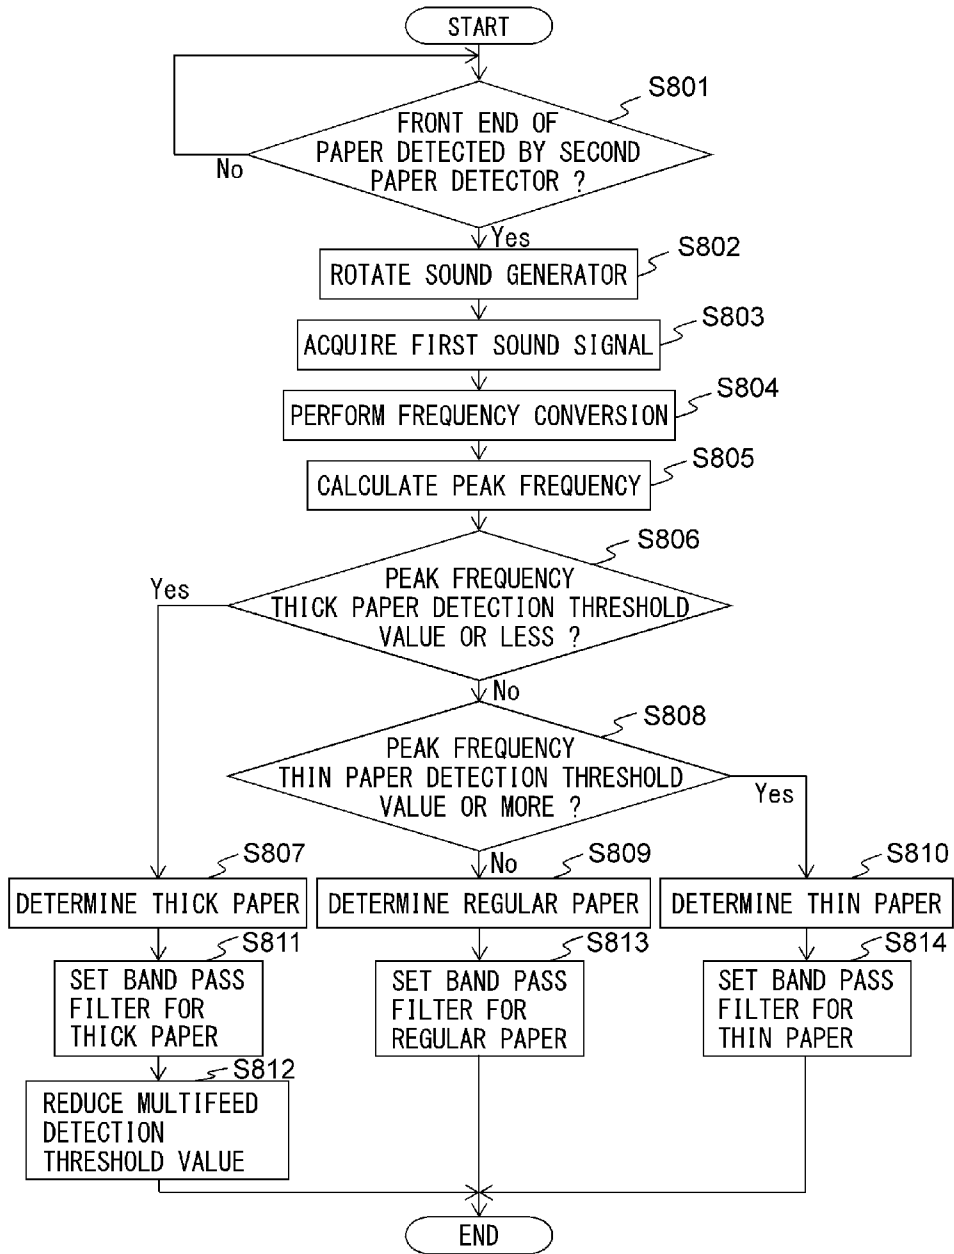 START
S801
FRONT END OF
PAPER DETECTED BY SECOND
PAPER DETECTOR ?
No
Yes
S802
ROTATE SOUND GENERATOR
S803
ACQUIRE FIRST SOUND SIGNAL
S804
PERFORM FREQUENCY CONVERSION
S805
CALCULATE PEAK FREQUENCY
S806
PEAK FREQUENCY
THICK PAPER DETECTION THRESHOLD
VALUE OR LESS ?
Yes
No
S808
PEAK FREQUENCY
THIN PAPER DETECTION THRESHOLD
VALUE OR MORE ?
Yes
No
S807
DETERMINE THICK PAPER
S809
DETERMINE REGULAR PAPER
S810
DETERMINE THIN PAPER
S811
SET BAND PASS
FILTER FOR
THICK PAPER
S813
SET BAND PASS
FILTER FOR
REGULAR PAPER
S814
SET BAND PASS
FILTER FOR
THIN PAPER
S812
REDUCE MULTIFEED
DETECTION
THRESHOLD VALUE
END